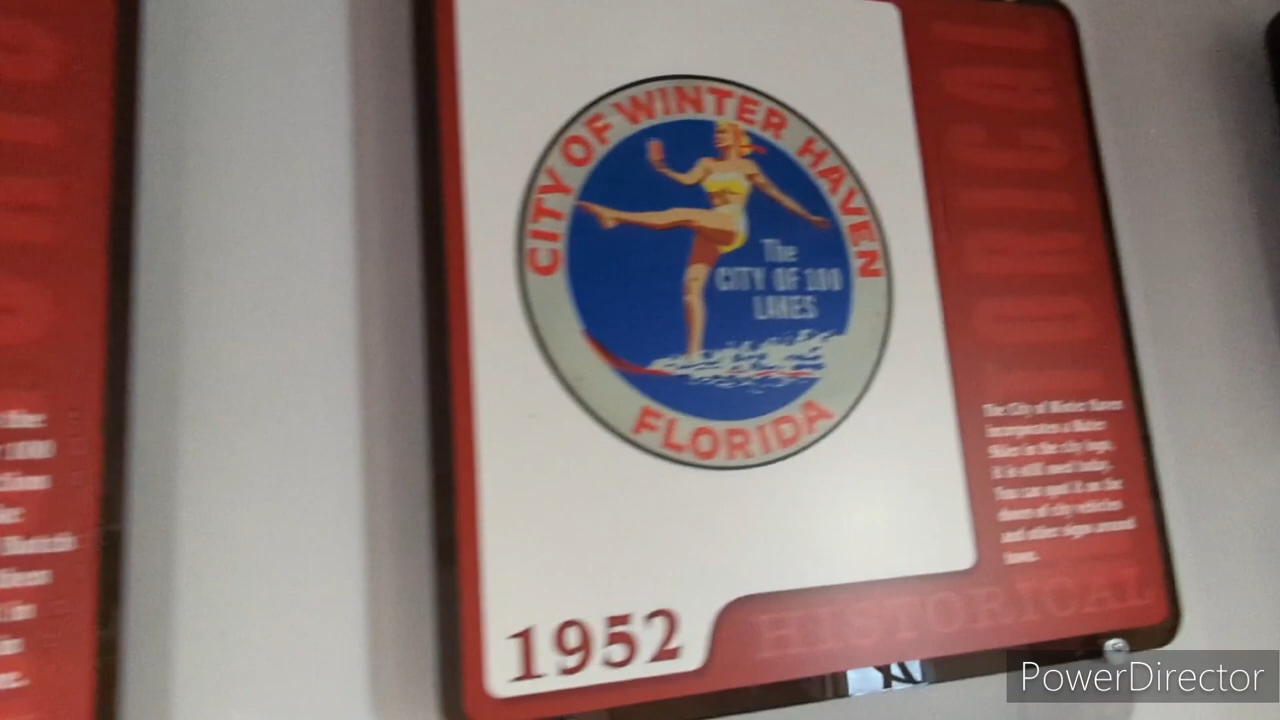 CITY OF WINTER HAVEN
The
CITY OF 100
LAKES
FLORIDA
The City of Winter Haven
incorporates a Water
Skier in the city logo.
It is still used today.
You can spot it on the
doors of city vehicles
and other signs around
town.
1952
HISTORICAL
the
100
PowerDirector